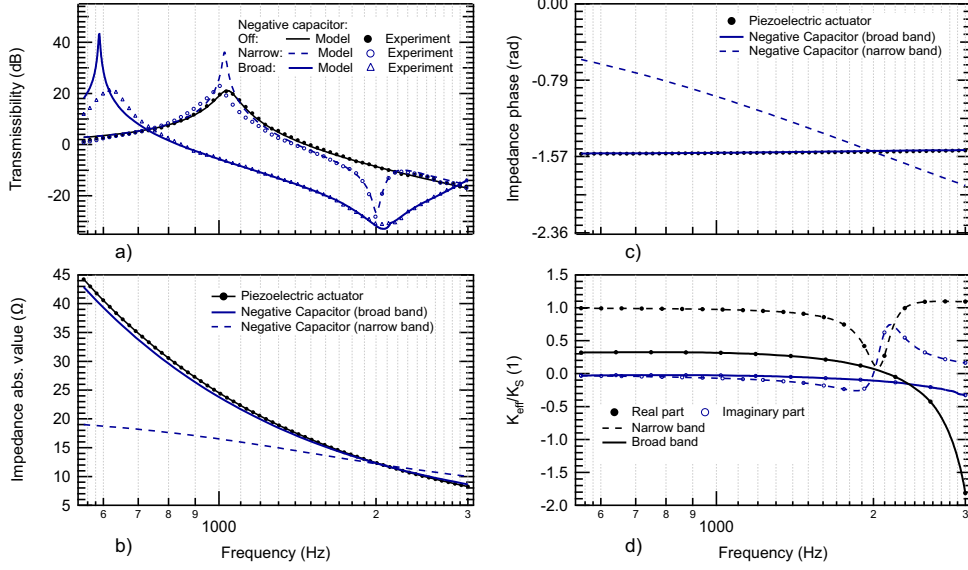 Transmissibility (dB)
40
20
0
-20
Negative capacitor:
Off: Model Experiment
Narrow: Model Experiment
Broad: Model Experiment
a)
Impedance phase (rad)
0.00
-0.79
-1.57
-2.36
Piezoelectric actuator
Negative Capacitor (broad band)
Negative Capacitor (narrow band)
c)
Impedance abs. value (Ω)
45
40
35
30
25
20
15
10
5
Piezoelectric actuator
Negative Capacitor (broad band)
Negative Capacitor (narrow band)
6 7 8 9 1000 2 3
b) Frequency (Hz)
K_eff/K_S (1)
1.5
1.0
0.5
0.0
-0.5
-1.0
-1.5
-2.0
Real part Imaginary part
Narrow band
Broad band
6 7 8 9 1000 2 3
Frequency (Hz) d)